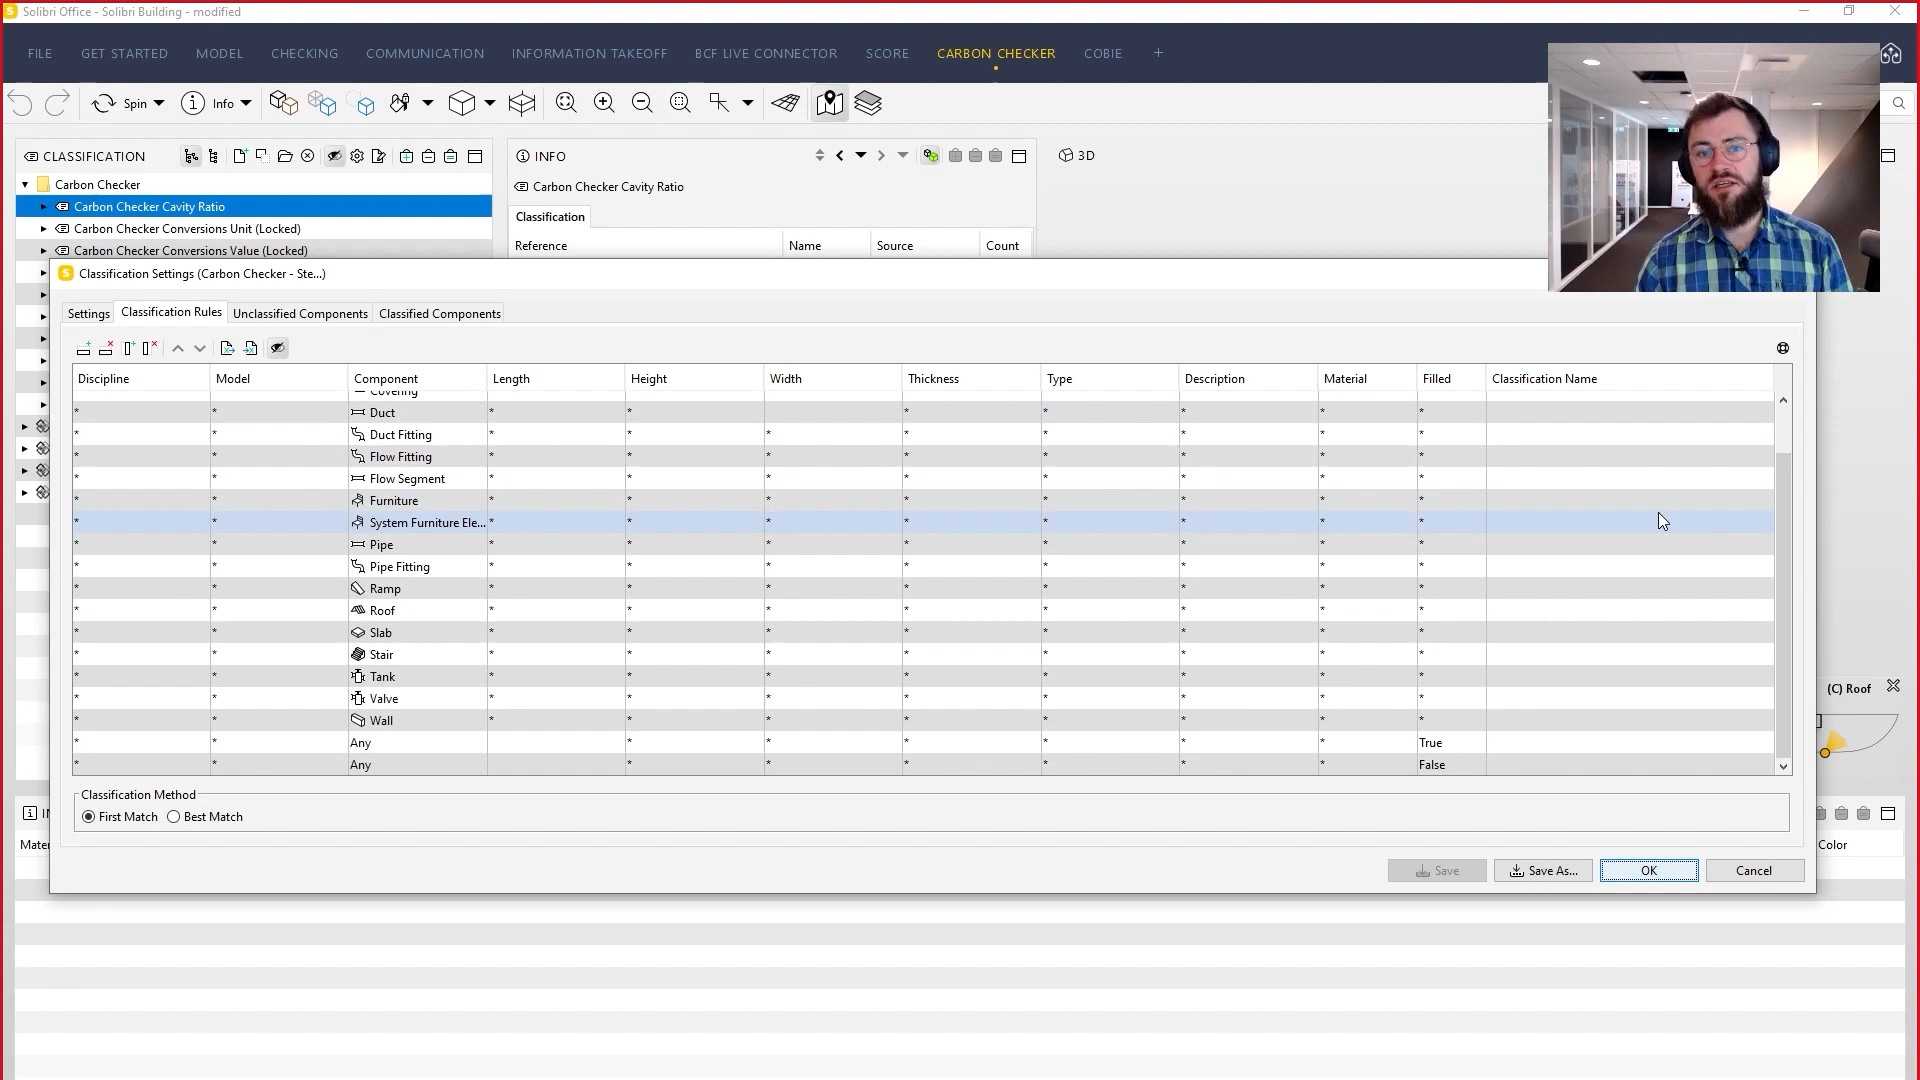 Solibri Office - Solibri Building - modified
FILE GET STARTED MODEL CHECKING COMMUNICATION INFORMATION TAKEOFF BCF LIVE CONNECTOR SCORE CARBON CHECKER COBIE +
Spin Info
CLASSIFICATION
Carbon Checker
Carbon Checker Cavity Ratio
Carbon Checker Conversions Unit (Locked)
Carbon Checker Conversions Value (Locked)
INFO
Carbon Checker Cavity Ratio
Classification
Reference Name Source Count
3D
Classification Settings (Carbon Checker - Ste...)
Settings Classification Rules Unclassified Components Classified Components
Discipline Model Component Length Height Width Thickness Type Description Material Filled Classification Name
* * Covering
* * Duct * * * * * * *
* * Duct Fitting * * * * * * * *
* * Flow Fitting * * * * * * * *
* * Flow Segment * * * * * * * *
* * Furniture * * * * * * * *
* * System Furniture Ele... * * * * * * * *
* * Pipe * * * * * * * *
* * Pipe Fitting * * * * * * * *
* * Ramp * * * * * * * *
* * Roof * * * * * * * *
* * Slab * * * * * * * *
* * Stair * * * * * * * *
* * Tank * * * * * * * *
* * Valve * * * * * * * *
* * Wall * * * * * * * *
* * Any * * * * * * True
* * Any * * * * * * False
Classification Method
First Match Best Match
Save Save As... OK Cancel
(C) Roof
Color